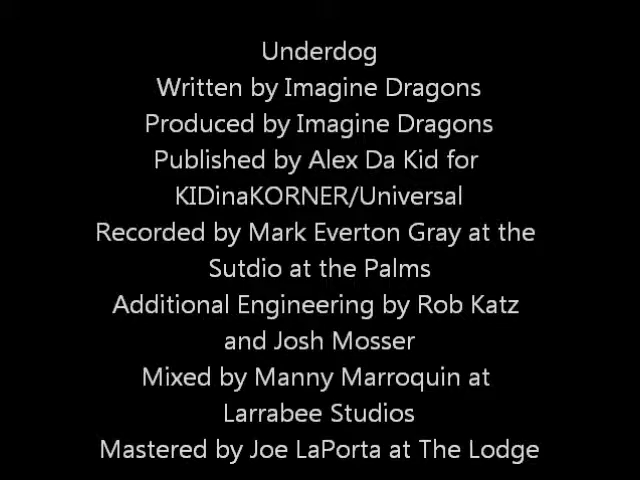 Underdog
Written by Imagine Dragons
Produced by Imagine Dragons
Published by Alex Da Kid for
KIDinaKORNER/Universal
Recorded by Mark Everton Gray at the
Sutdio at the Palms
Additional Engineering by Rob Katz
and Josh Mosser
Mixed by Manny Marroquin at
Larrabee Studios
Mastered by Joe LaPorta at The Lodge